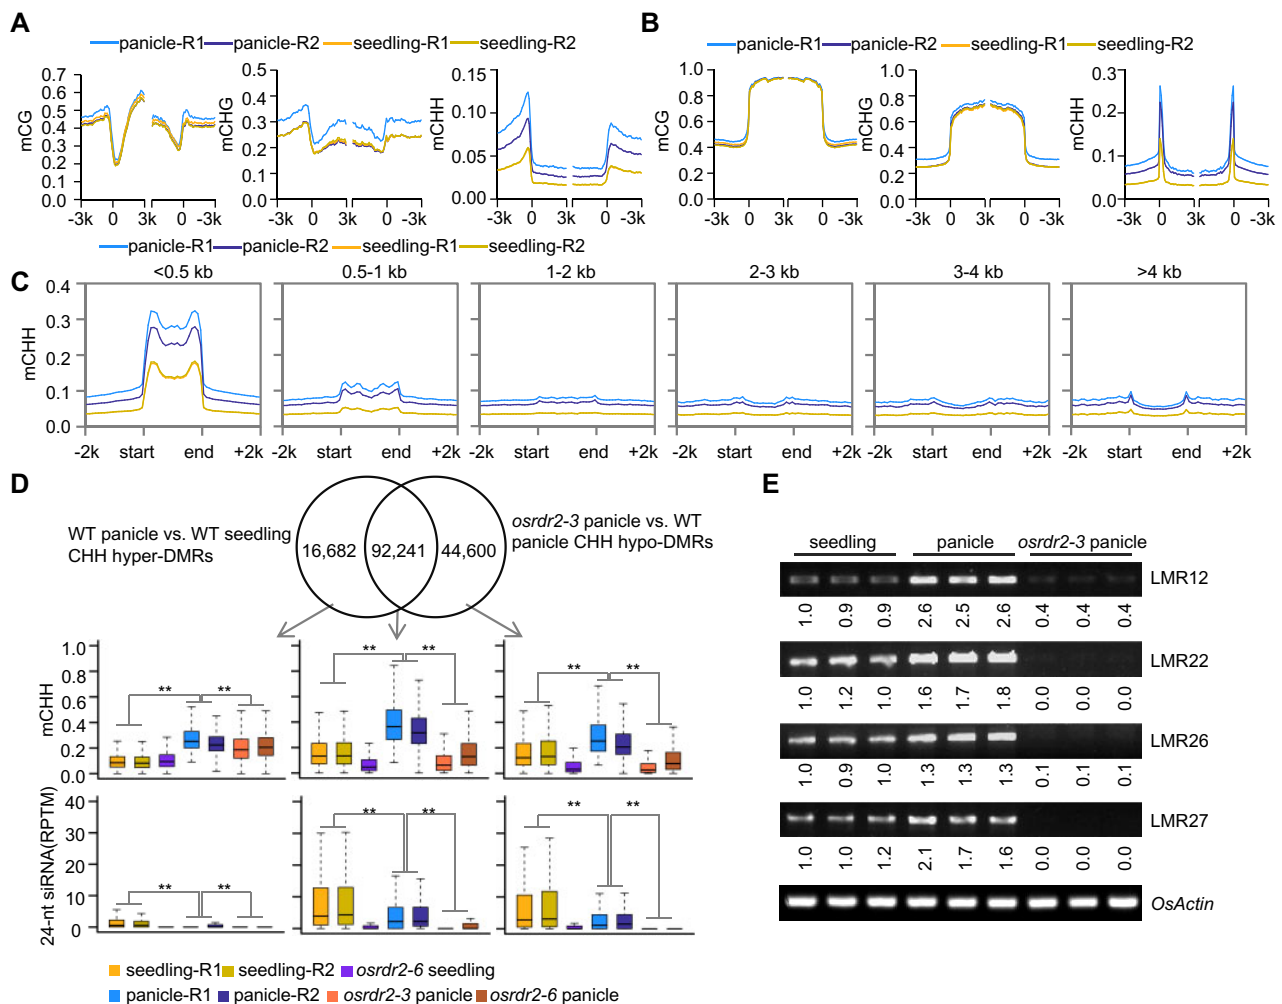 A
panicle-R1 panicle-R2 seedling-R1 seedling-R2
mCG
0.7
0.6
0.5
0.4
0.3
0.2
0.1
0.0
-3k 0 3k 0 -3k
mCHG
0.5
0.4
0.3
0.2
0.1
0.0
-3k 0 3k 0 -3k
mCHH
0.15
0.10
0.05
0.00
-3k 0 3k 0 -3k
B
panicle-R1 panicle-R2 seedling-R1 seedling-R2
mCG
1.0
0.8
0.6
0.4
0.2
0.0
-3k 0 3k 0 -3k
mCHG
1.0
0.8
0.6
0.4
0.2
0.0
-3k 0 3k 0 -3k
mCHH
0.3
0.2
0.1
0.0
-3k 0 3k 0 -3k
panicle-R1 panicle-R2 seedling-R1 seedling-R2
C
<0.5 kb 0.5-1 kb 1-2 kb 2-3 kb 3-4 kb >4 kb
mCHH
0.4
0.3
0.2
0.1
0.0
-2k start end +2k
-2k start end +2k
-2k start end +2k
-2k start end +2k
-2k start end +2k
-2k start end +2k
D
WT panicle vs. WT seedling
CHH hyper-DMRs
16,682 92,241 44,600
osrdr2-3 panicle vs. WT
panicle CHH hypo-DMRs
mCHH
1.0
0.8
0.6
0.4
0.2
0.0
** **
** **
** **
24-nt siRNA(RPTM)
40
30
20
10
0
** **
** **
** **
seedling-R1 seedling-R2 osrdr2-6 seedling
panicle-R1 panicle-R2 osrdr2-3 panicle osrdr2-6 panicle
E
seedling panicle osrdr2-3 panicle
LMR12
1.0 0.9 0.9 2.6 2.5 2.6 0.4 0.4 0.4
LMR22
1.0 1.2 1.0 1.6 1.7 1.8 0.0 0.0 0.0
LMR26
1.0 0.9 1.0 1.3 1.3 1.3 0.1 0.1 0.1
LMR27
1.0 1.0 1.2 2.1 1.7 1.6 0.0 0.0 0.0
OsActin